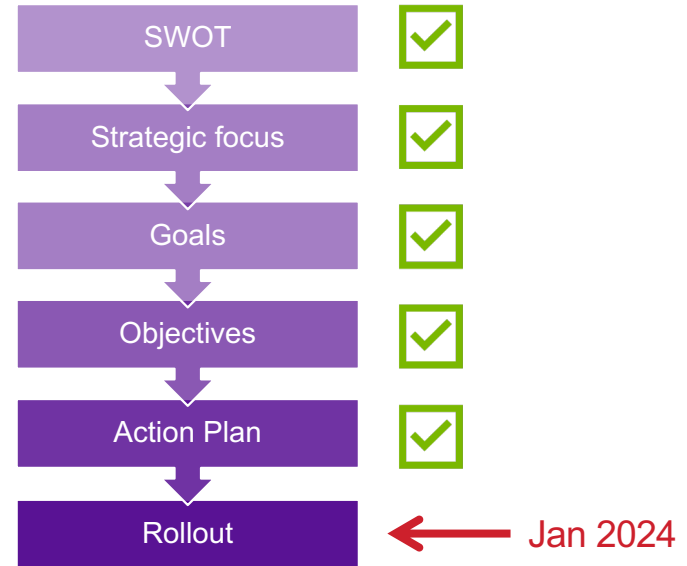 SWOT
Strategic focus
Goals
Objectives
Action Plan
Rollout
Jan 2024